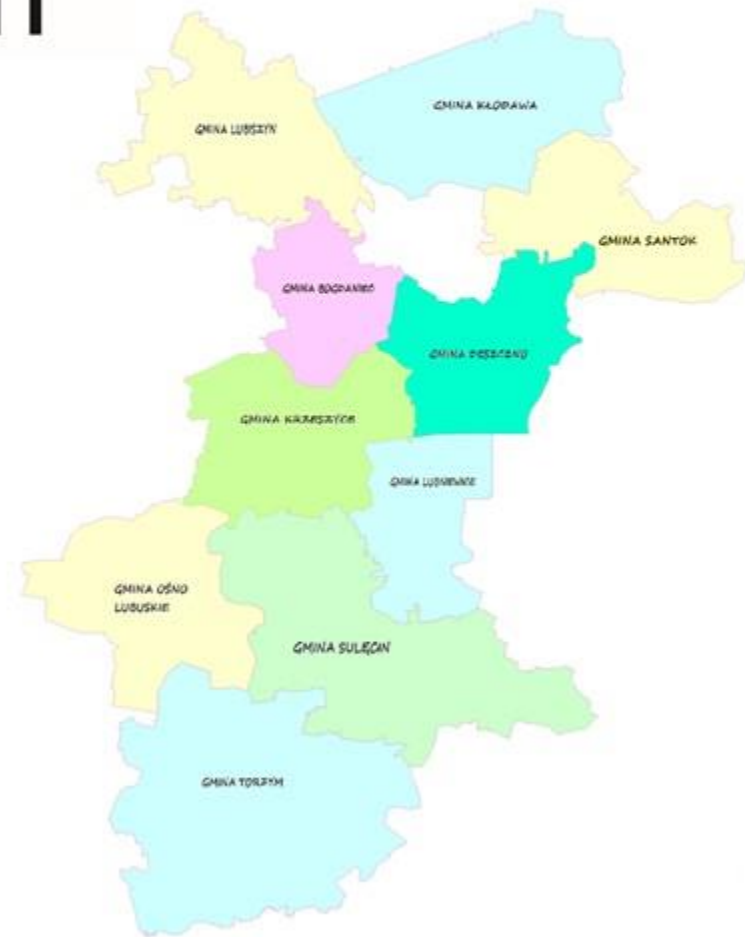 GMINA KŁODAWA
GMINA LUBSZYN
GMINA SANTOK
GMINA BOGDANIEC
GMINA DESZCZNO
GMINA KRZESZYCE
GMINA LUBNIEWICE
GMINA OŚNO
LUBUSKIE
GMINA SULĘCIN
GMINA TORZYM